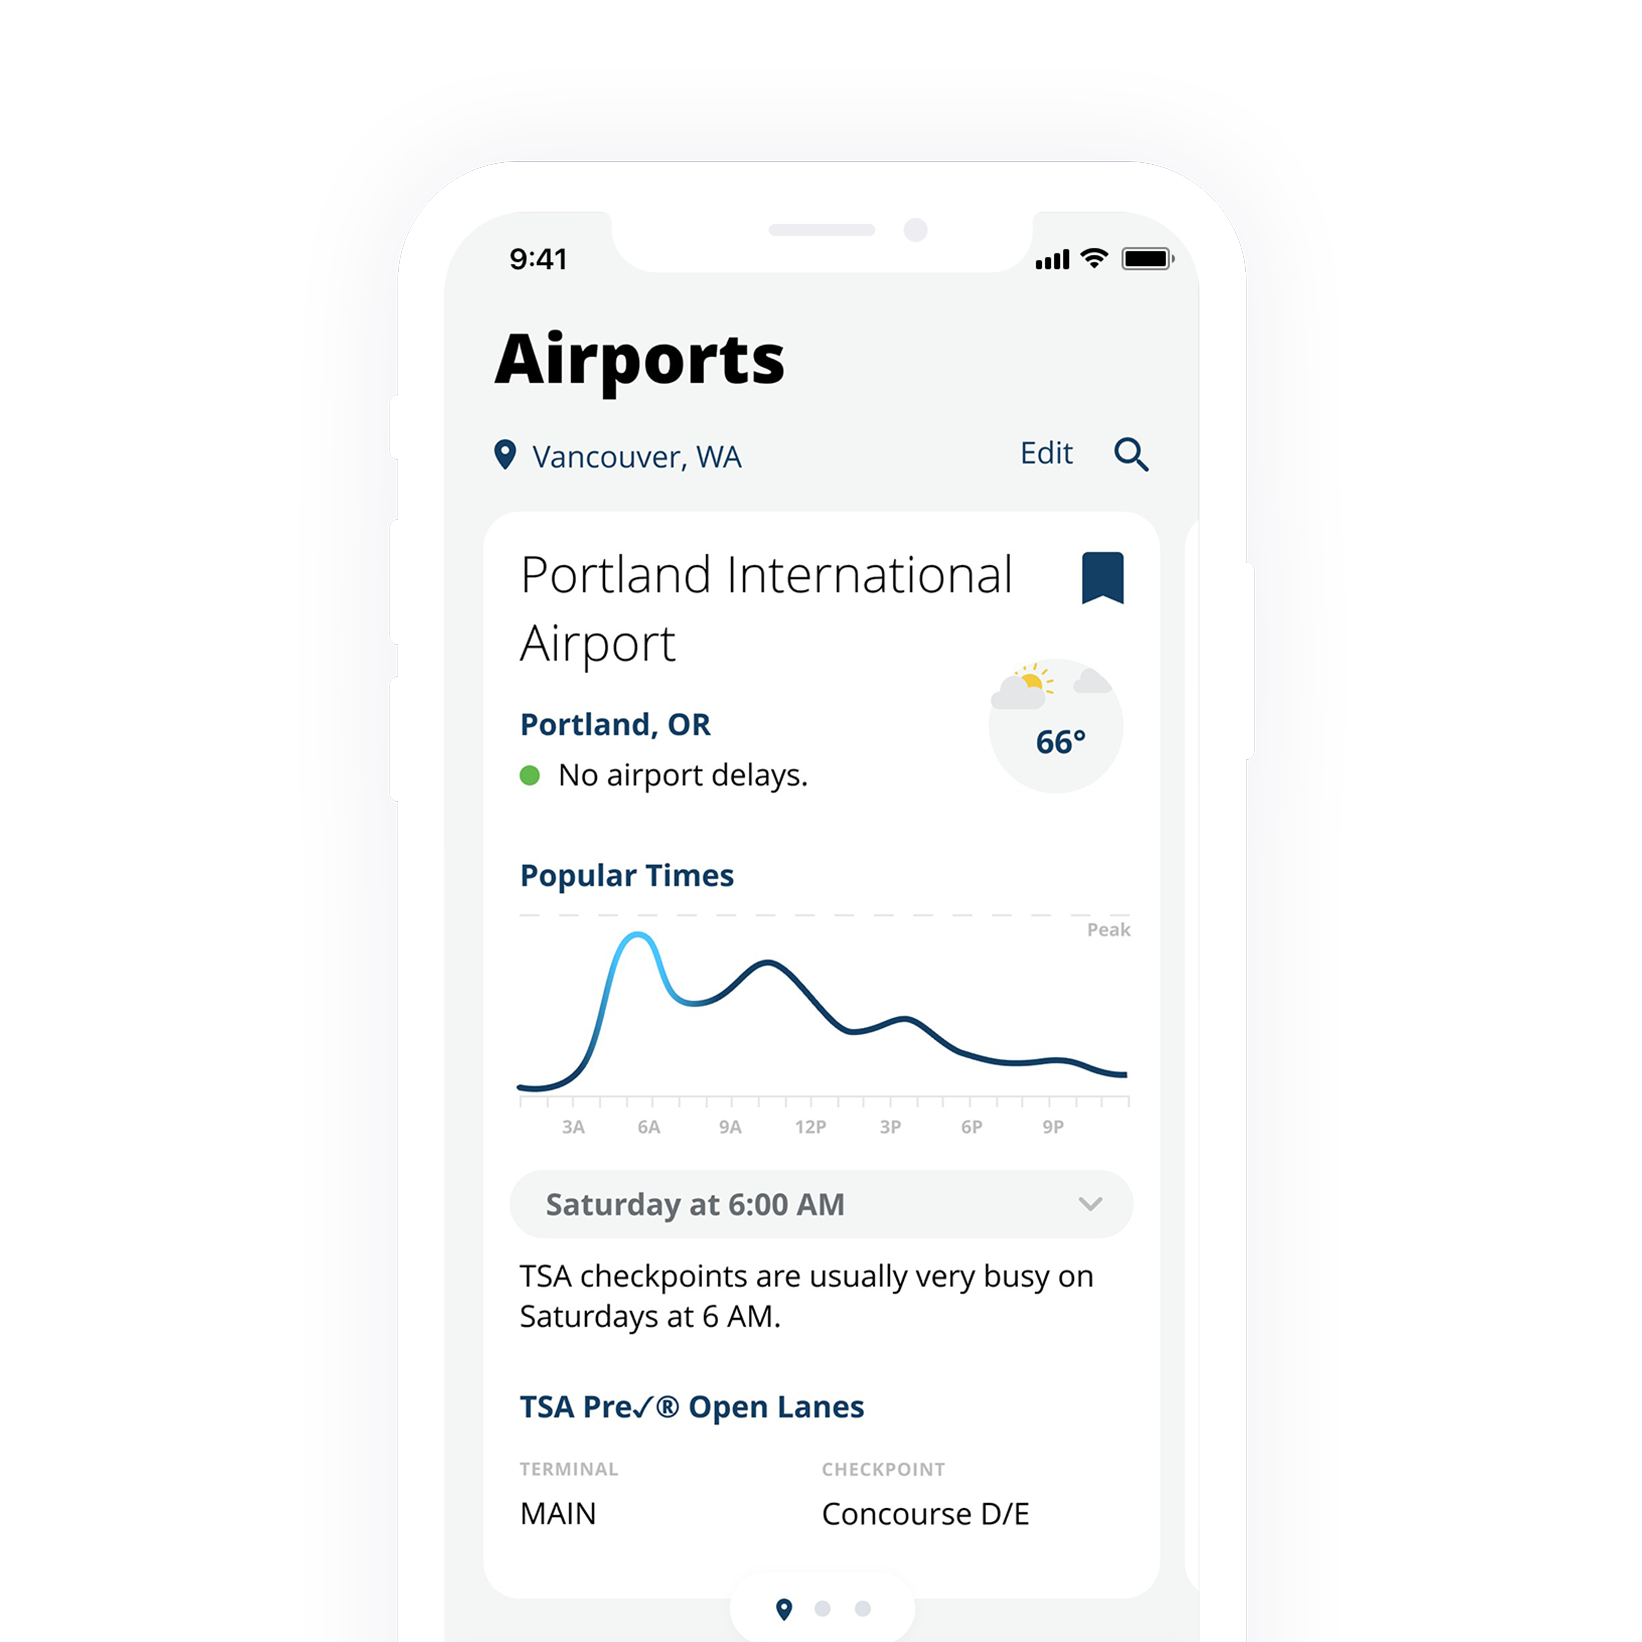 9:41
Airports
Vancouver, WA
Edit
Portland International
Airport
Portland, OR
66°
No airport delays.
Popular Times
Peak
3A 6A 9A 12P 3P 6P 9P
Saturday at 6:00 AM
TSA checkpoints are usually very busy on
Saturdays at 6 AM.
TSA Pre✓® Open Lanes
TERMINAL CHECKPOINT
MAIN Concourse D/E